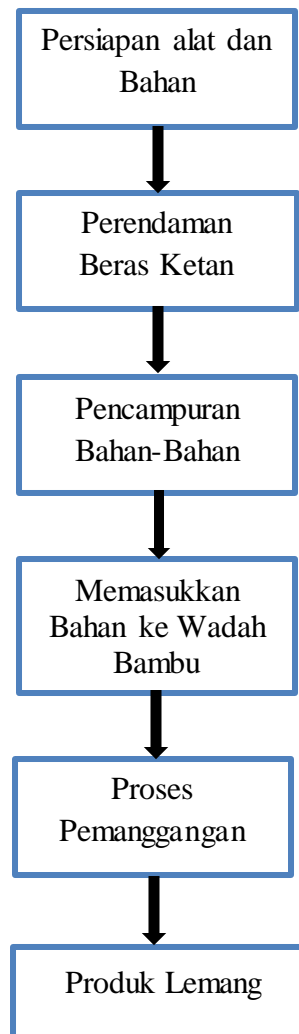 Persiapan alat dan
Bahan
Perendaman
Beras Ketan
Pencampuran
Bahan-Bahan
Memasukkan
Bahan ke Wadah
Bambu
Proses
Pemanggangan
Produk Lemang